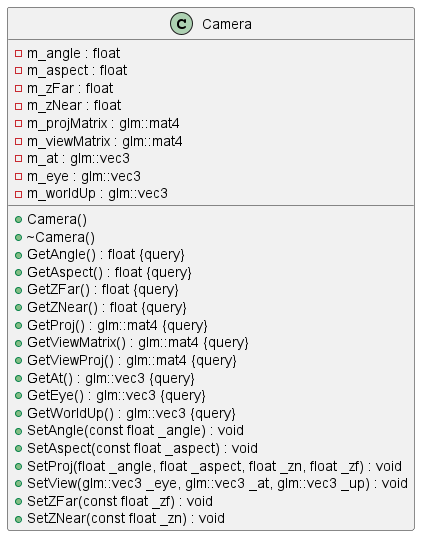 C Camera
m_angle : float
m_aspect : float
m_zFar : float
m_zNear : float
m_projMatrix : glm::mat4
m_viewMatrix : glm::mat4
m_at : glm::vec3
m_eye : glm::vec3
m_worldUp : glm::vec3
Camera()
~Camera()
GetAngle() : float {query}
GetAspect() : float {query}
GetZFar() : float {query}
GetZNear() : float {query}
GetProj() : glm::mat4 {query}
GetViewMatrix() : glm::mat4 {query}
GetViewProj() : glm::mat4 {query}
GetAt() : glm::vec3 {query}
GetEye() : glm::vec3 {query}
GetWorldUp() : glm::vec3 {query}
SetAngle(const float _angle) : void
SetAspect(const float _aspect) : void
SetProj(float _angle, float _aspect, float _zn, float _zf) : void
SetView(glm::vec3 _eye, glm::vec3 _at, glm::vec3 _up) : void
SetZFar(const float _zf) : void
SetZNear(const float _zn) : void